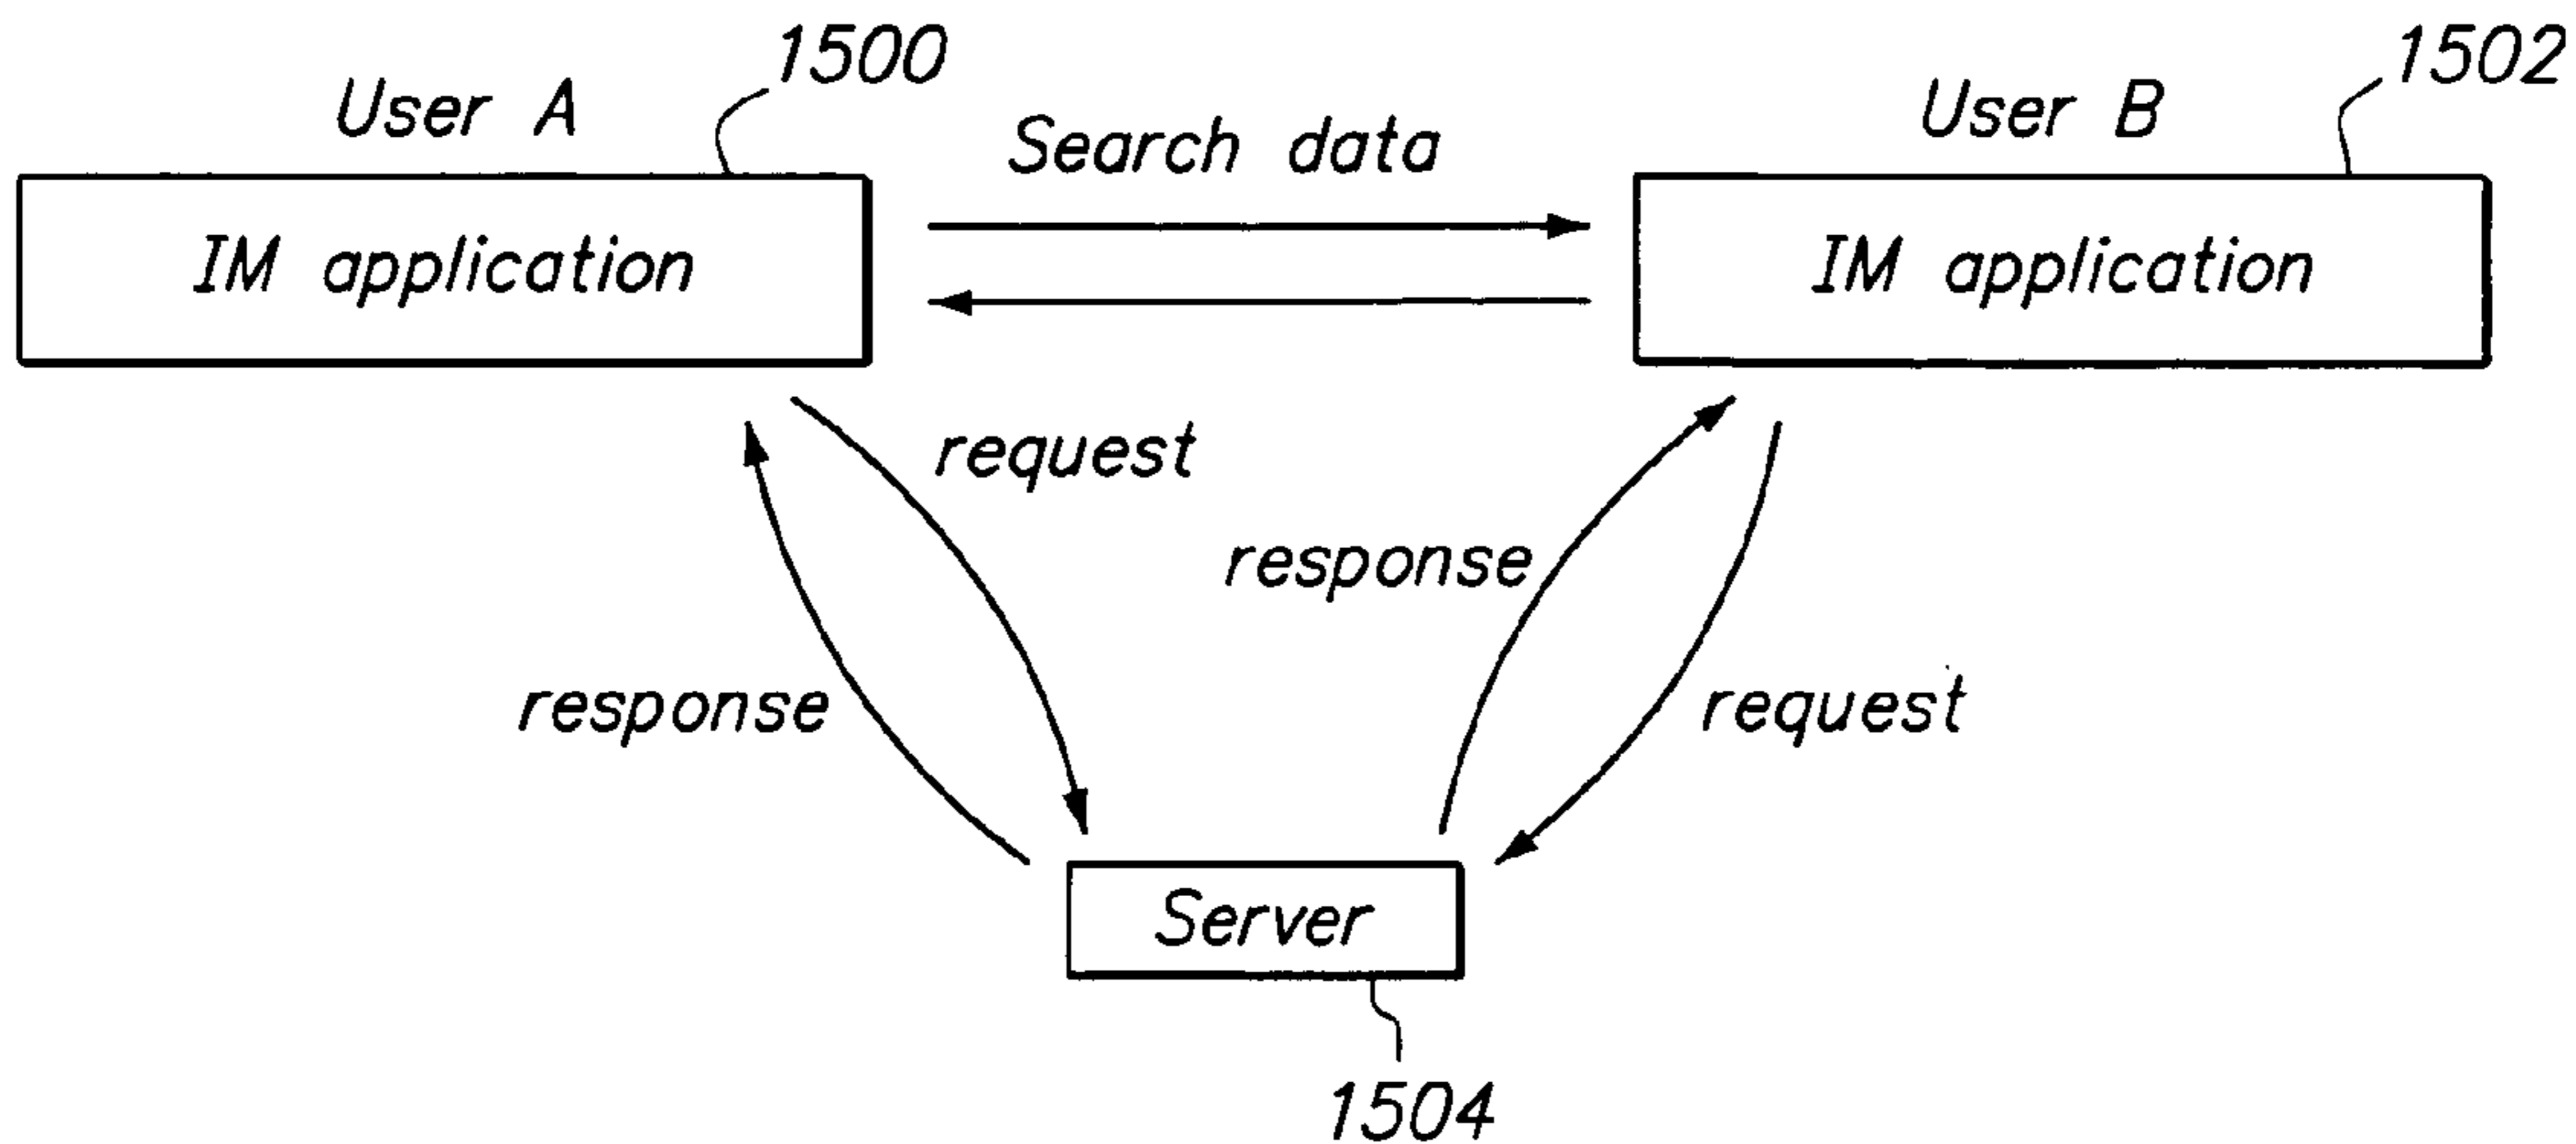 1500
1502
User A
User B
Search data
IM application
IM application
request
response
response
request
Server
1504